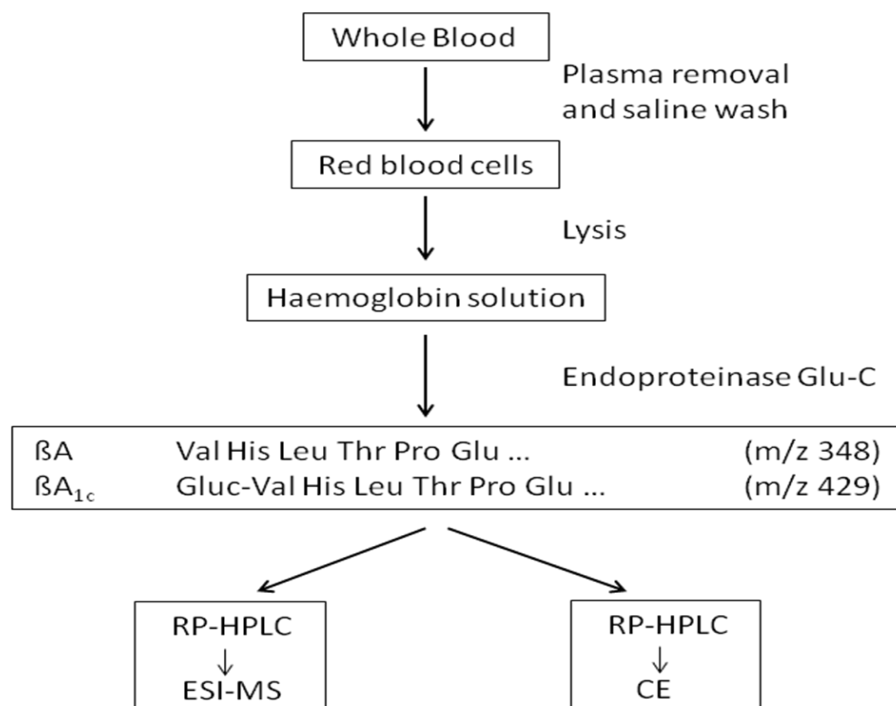 Whole Blood
Plasma removal
and saline wash
Red blood cells
Lysis
Haemoglobin solution
Endoproteinase Glu-C
ßA Val His Leu Thr Pro Glu ... (m/z 348)
ßA1c Gluc-Val His Leu Thr Pro Glu ... (m/z 429)
RP-HPLC
ESI-MS
RP-HPLC
CE